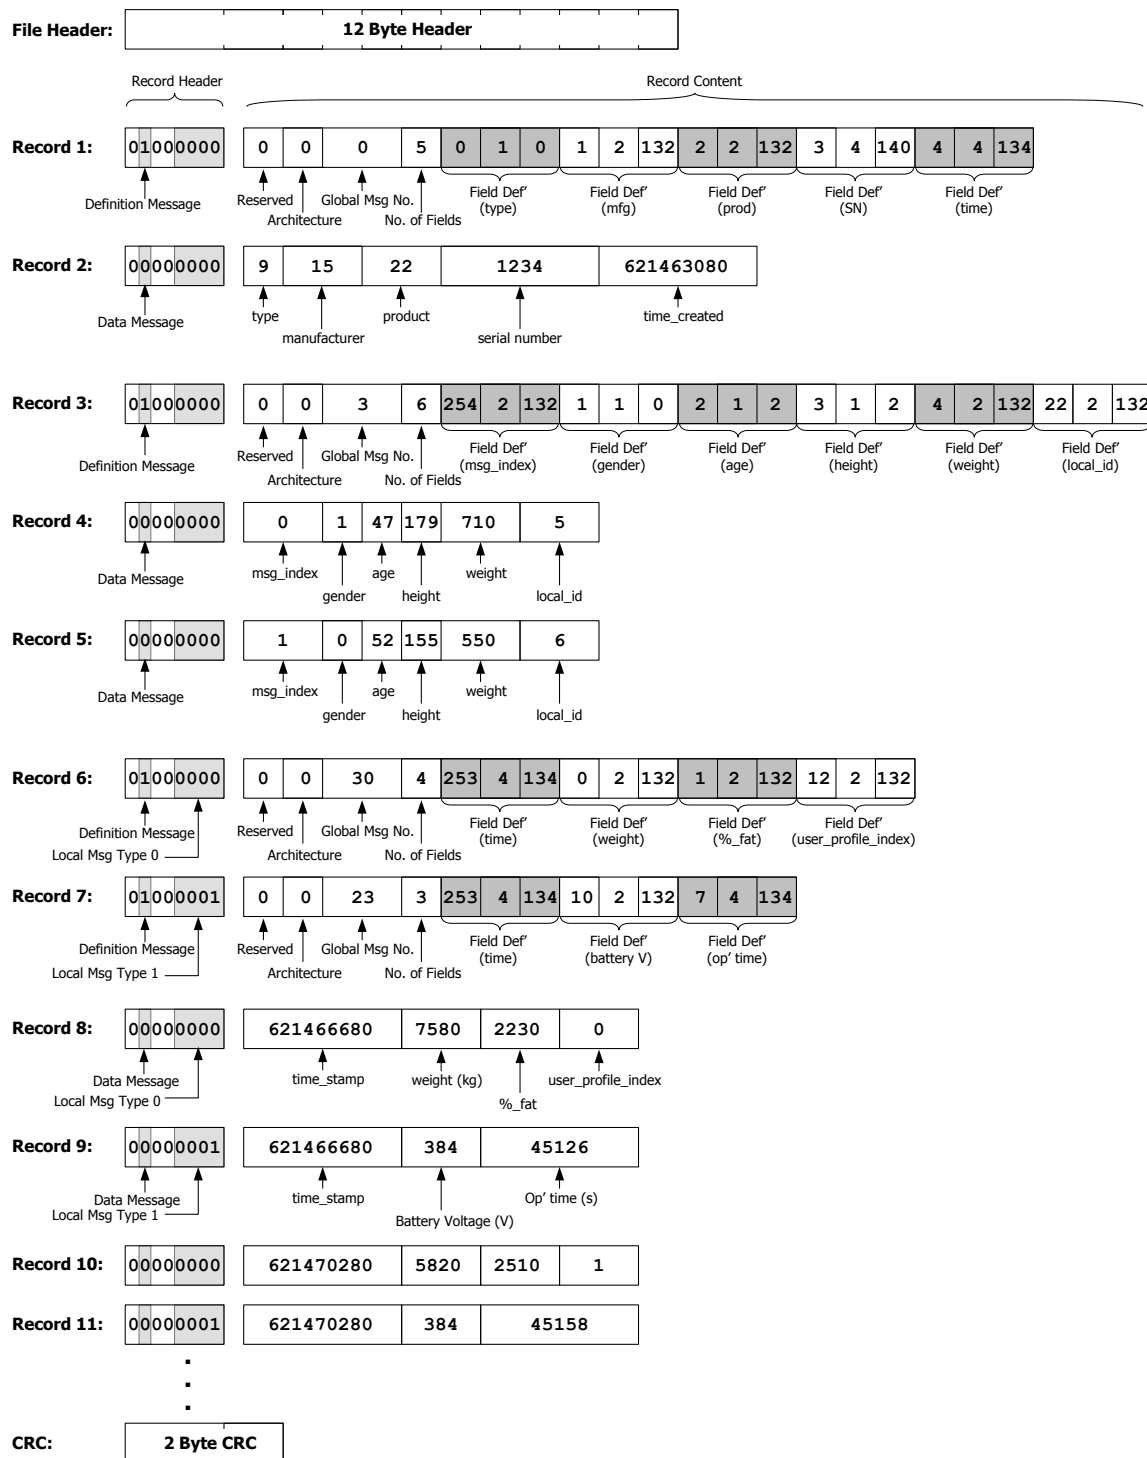 File Header: 12 Byte Header
Record Header Record Content
Record 1: 01000000 0 0 0 5 0 1 0 1 2 132 2 2 132 3 4 140 4 4 134
Definition Message Reserved Global Msg No. Field Def' Field Def' Field Def' Field Def' Field Def'
(type) (mfg) (prod) (SN) (time)
Architecture No. of Fields
Record 2: 00000000 9 15 22 1234 621463080
Data Message type product time_created
manufacturer serial number
Record 3: 01000000 0 0 3 6 254 2 132 1 1 0 2 1 2 3 1 2 4 2 132 22 2 132
Definition Message Reserved Global Msg No. Field Def' Field Def' Field Def' Field Def' Field Def' Field Def'
(msg_index) (gender) (age) (height) (weight) (local_id)
Architecture No. of Fields
Record 4: 00000000 0 1 47 179 710 5
Data Message msg_index age weight
gender height local_id
Record 5: 00000000 1 0 52 155 550 6
Data Message msg_index age weight
gender height local_id
Record 6: 01000000 0 0 30 4 253 4 134 0 2 132 1 2 132 12 2 132
Definition Message Reserved Global Msg No. Field Def' Field Def' Field Def' Field Def'
(time) (weight) (%_fat) (user_profile_index)
Local Msg Type 0 Architecture No. of Fields
Record 7: 01000001 0 0 23 3 253 4 134 10 2 132 7 4 134
Definition Message Reserved Global Msg No. Field Def' Field Def' Field Def'
(time) (battery V) (op' time)
Local Msg Type 1 Architecture No. of Fields
Record 8: 00000000 621466680 7580 2230 0
Data Message time_stamp weight (kg) user_profile_index
Local Msg Type 0 %_fat
Record 9: 00000001 621466680 384 45126
Data Message time_stamp Op' time (s)
Local Msg Type 1 Battery Voltage (V)
Record 10: 00000000 621470280 5820 2510 1
Record 11: 00000001 621470280 384 45158
CRC: 2 Byte CRC